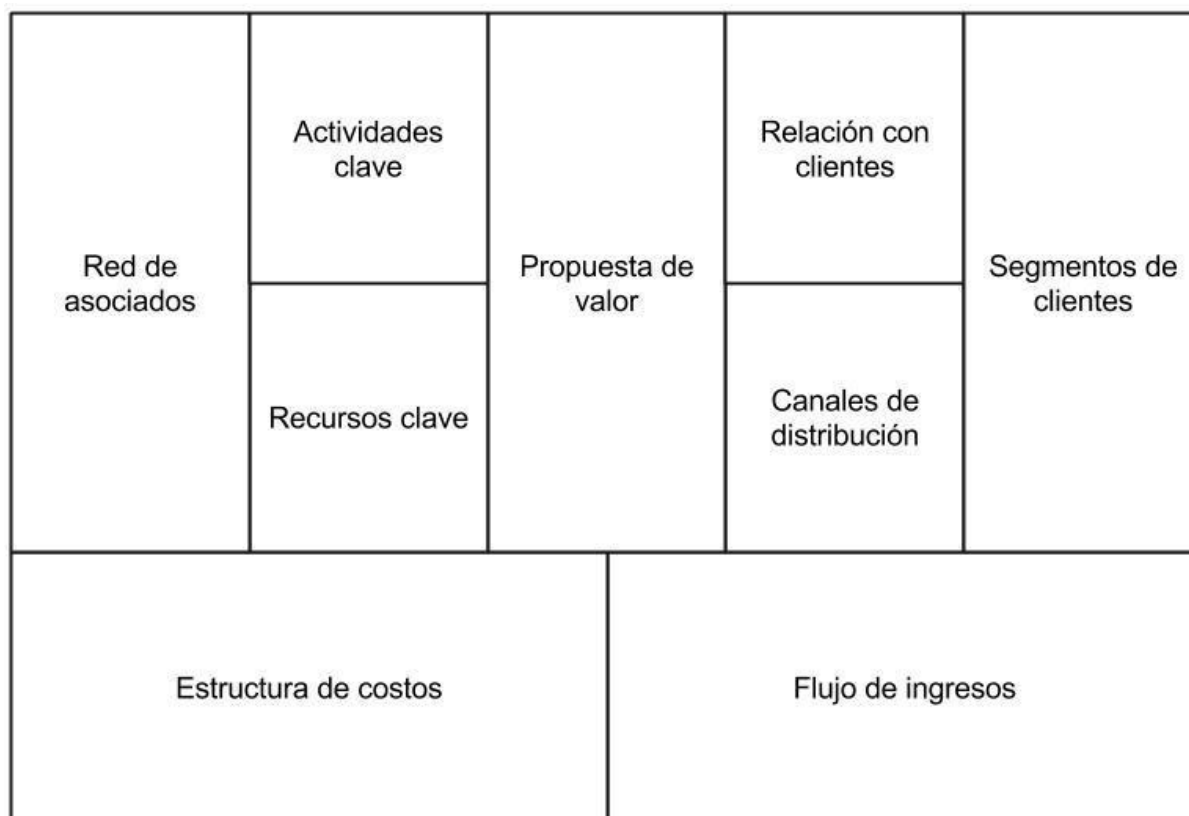 Red de
asociados
Actividades
clave
Recursos clave
Propuesta de
valor
Relación con
clientes
Canales de
distribución
Segmentos de
clientes
Estructura de costos
Flujo de ingresos